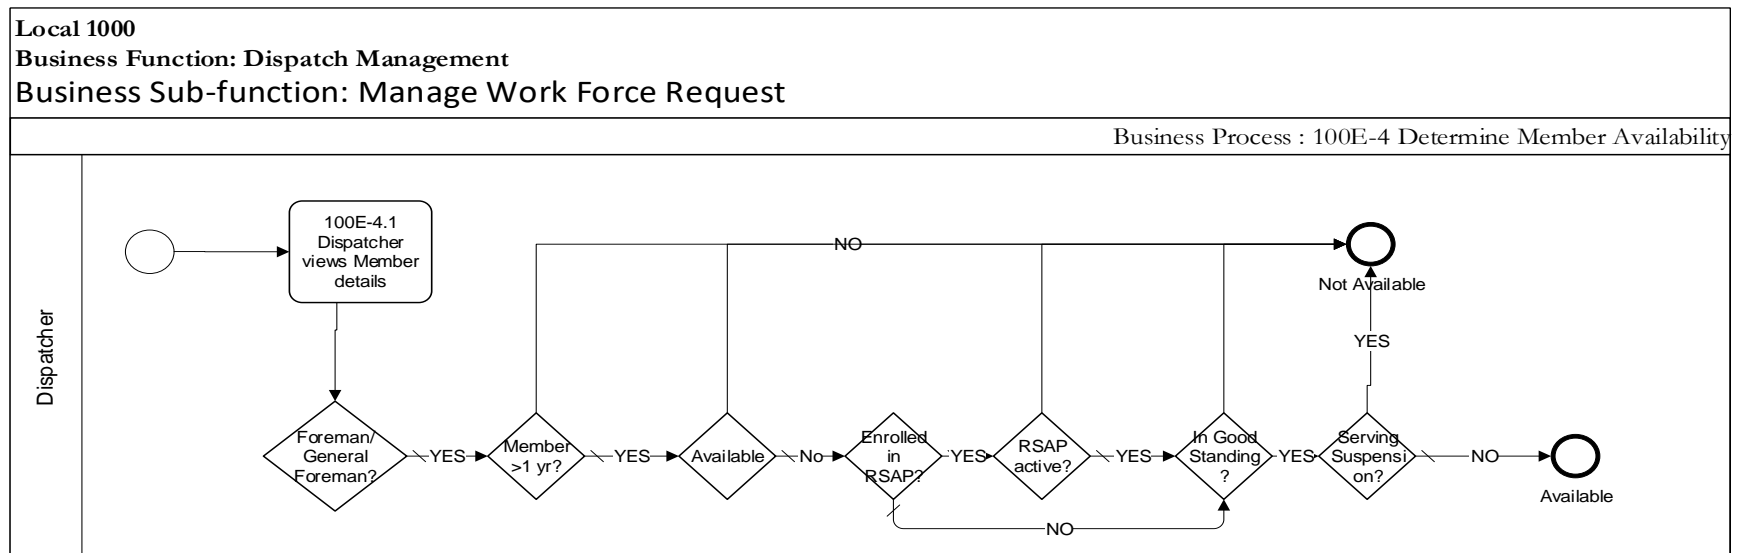 Local 1000
Business Function: Dispatch Management
Business Sub-function: Manage Work Force Request
Business Process : 100E-4 Determine Member Availability
Dispatcher
100E-4.1
Dispatcher
views Member
details
NO
Not Available
YES
Foreman/
General
Foreman?
YES
Member
>1 yr?
YES
Available
No
Enrolled
in
RSAP?
YES
RSAP
active?
YES
In Good
Standing
?
YES
Serving
Suspensi
on?
NO
Available
NO